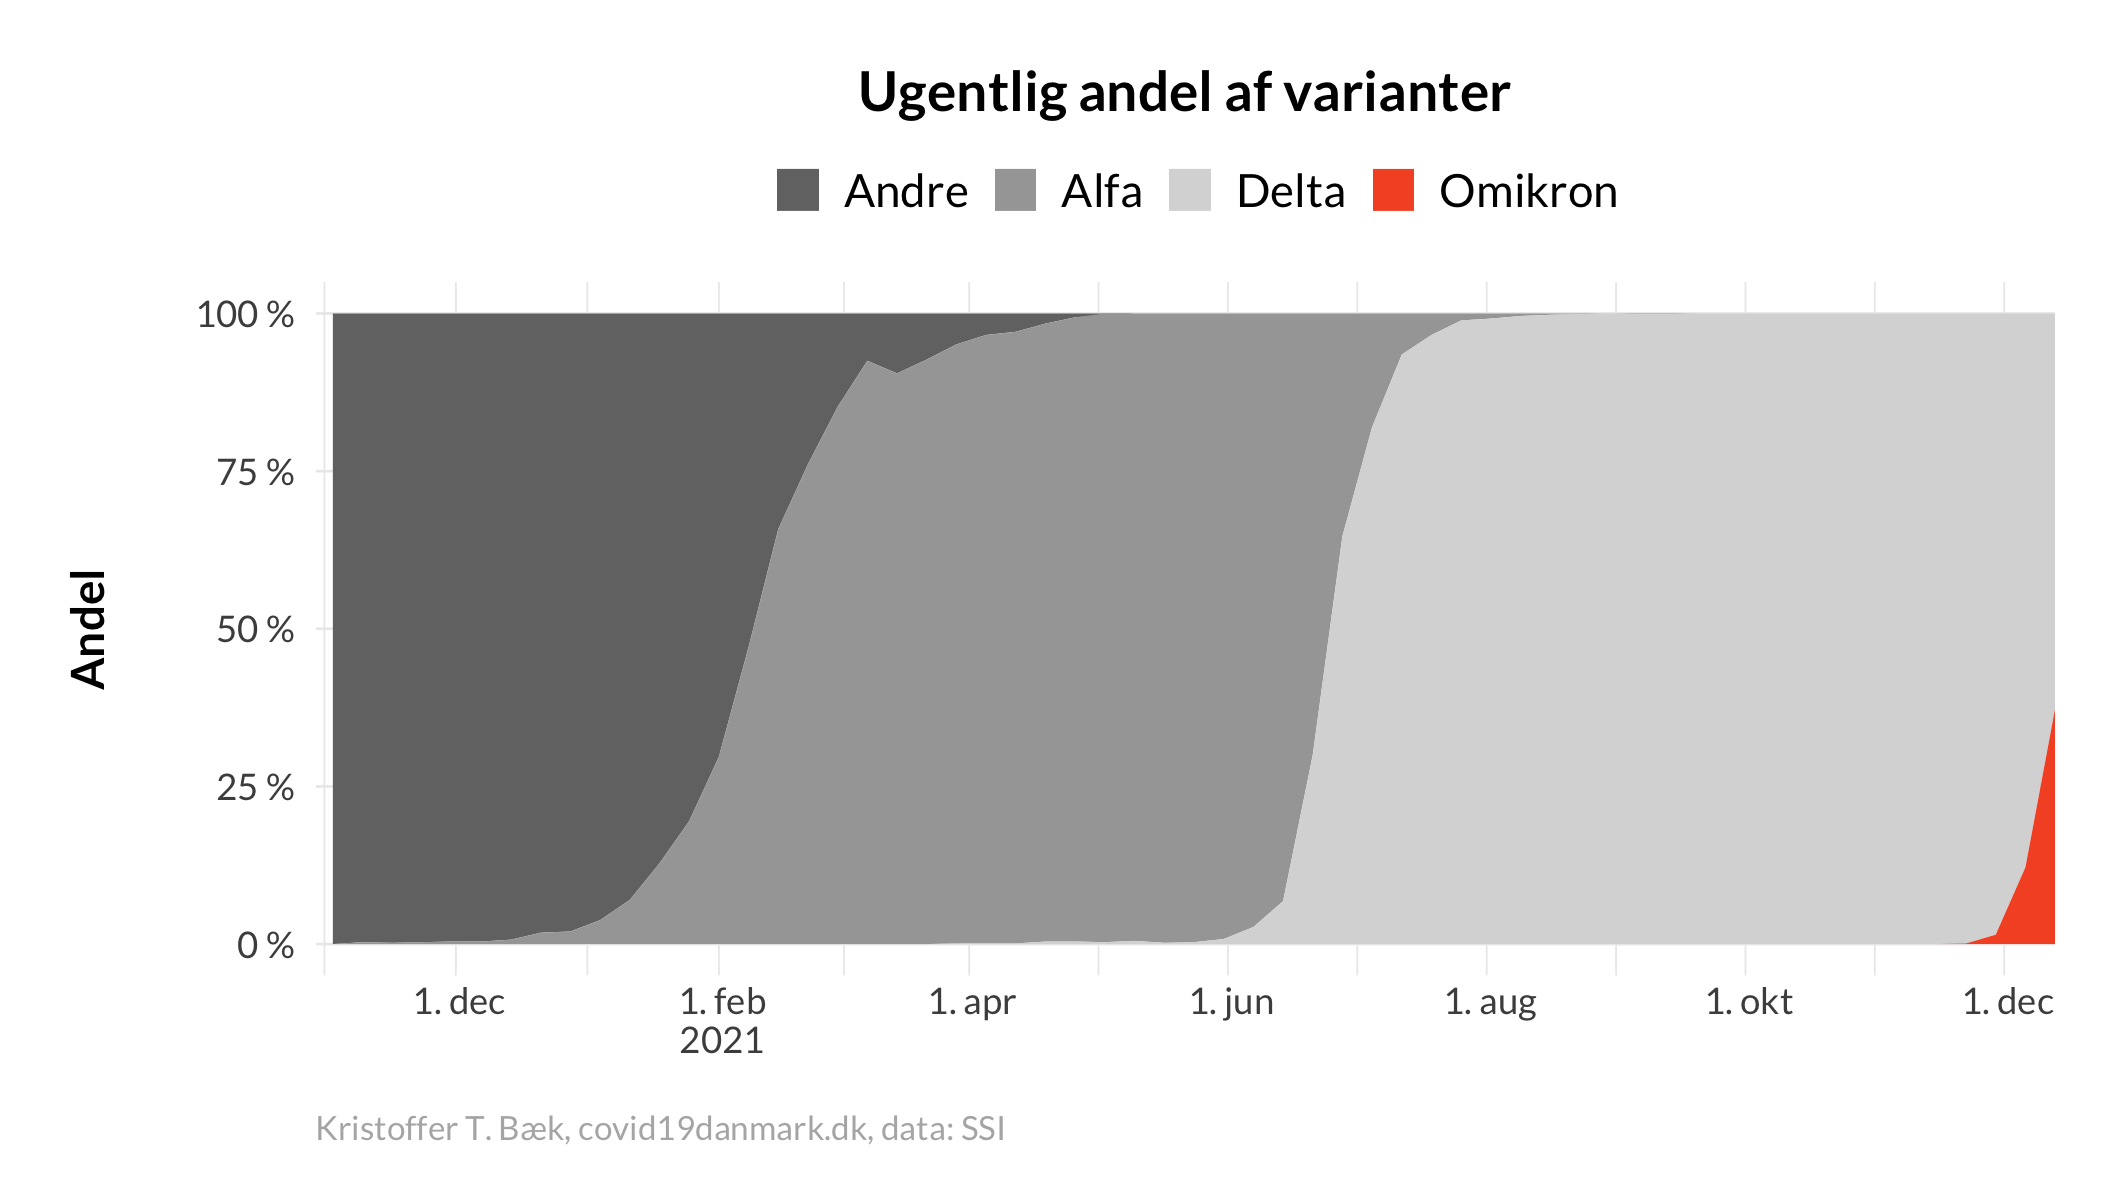 Ugentlig andel af varianter
Andre Alfa Delta Omikron
100 %
75 %
50 %
25 %
0 %
Andel
1. dec 1. feb 1. apr 1. jun 1. aug 1. okt 1. dec
2021
Kristoffer T. Bæk, covid19danmark.dk, data: SSI